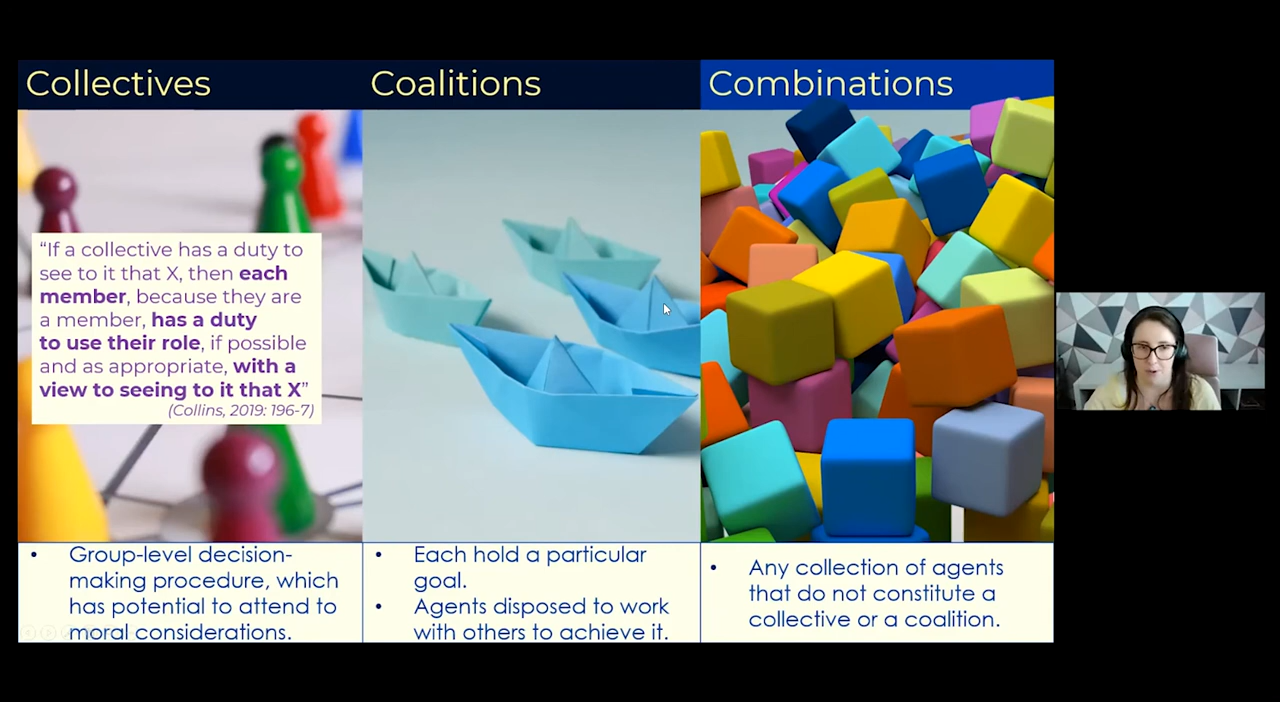 Collectives
Coalitions
Combinations
“If a collective has a duty to
see to it that X, then each
member, because they are
a member, has a duty
to use their role, if possible
and as appropriate, with a
view to seeing to it that X”
(Collins, 2019: 196-7)
• Group-level decision-
making procedure, which
has potential to attend to
moral considerations.
• Each hold a particular
goal.
• Agents disposed to work
with others to achieve it.
• Any collection of agents
that do not constitute a
collective or a coalition.